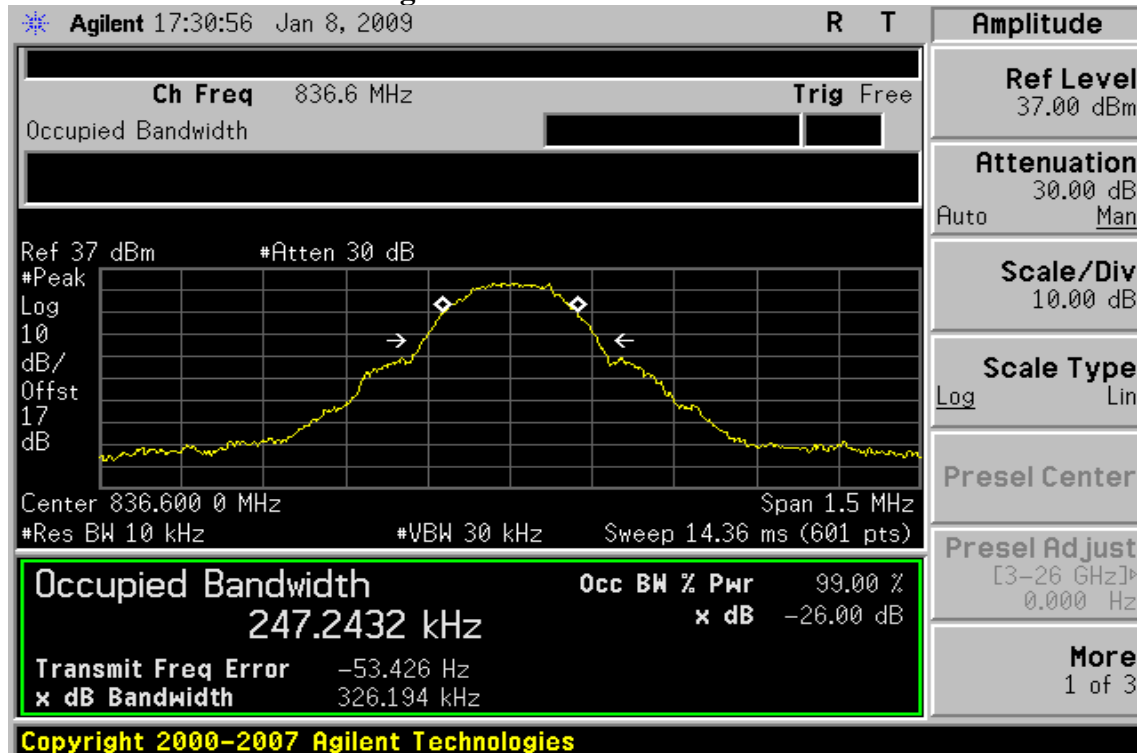 Agilent 17:30:56 Jan 8, 2009 R T
Ch Freq 836.6 MHz Trig Free
Occupied Bandwidth
Ref 37 dBm #Atten 30 dB
#Peak
Log
10
dB/
Offst
17
dB
Center 836.600 0 MHz Span 1.5 MHz
#Res BW 10 kHz #VBW 30 kHz Sweep 14.36 ms (601 pts)
Occupied Bandwidth Occ BW % Pwr 99.00 %
247.2432 kHz x dB -26.00 dB
Transmit Freq Error -53.426 Hz
x dB Bandwidth 326.194 kHz
Copyright 2000-2007 Agilent Technologies
Amplitude
Ref Level
37.00 dBm
Attenuation
30.00 dB
Auto Man
Scale/Div
10.00 dB
Scale Type
Log Lin
Presel Center
Presel Adjust
[3-26 GHz]
0.000 Hz
More
1 of 3